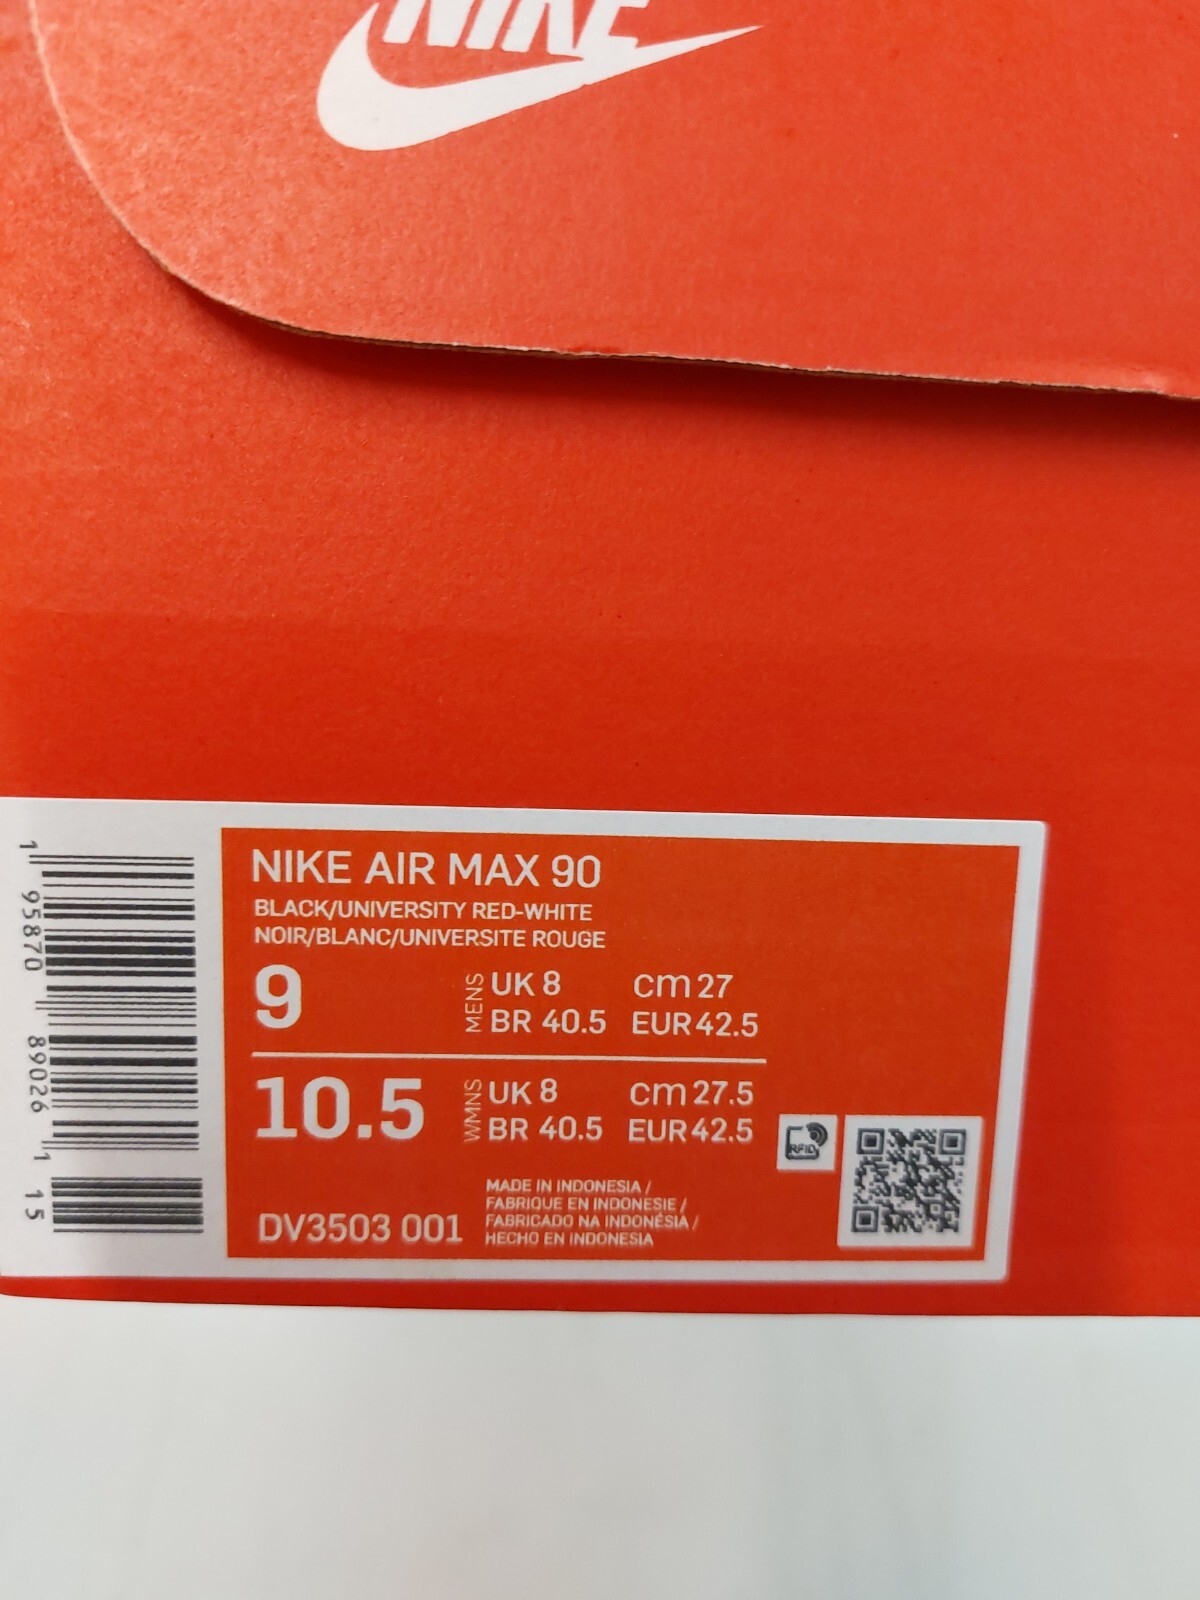 NIKE
NIKE AIR MAX 90
BLACK/UNIVERSITY RED-WHITE
NOIR/BLANC/UNIVERSITE ROUGE
9 MENS UK 8 cm 27
BR 40.5 EUR 42.5
10.5 WMNS UK 8 cm 27.5
BR 40.5 EUR 42.5
RFID
MADE IN INDONESIA /
FABRIQUE EN INDONESIE /
FABRICADO NA INDONÉSIA /
HECHO EN INDONESIA
DV3503 001
1 95870 89026 1 15